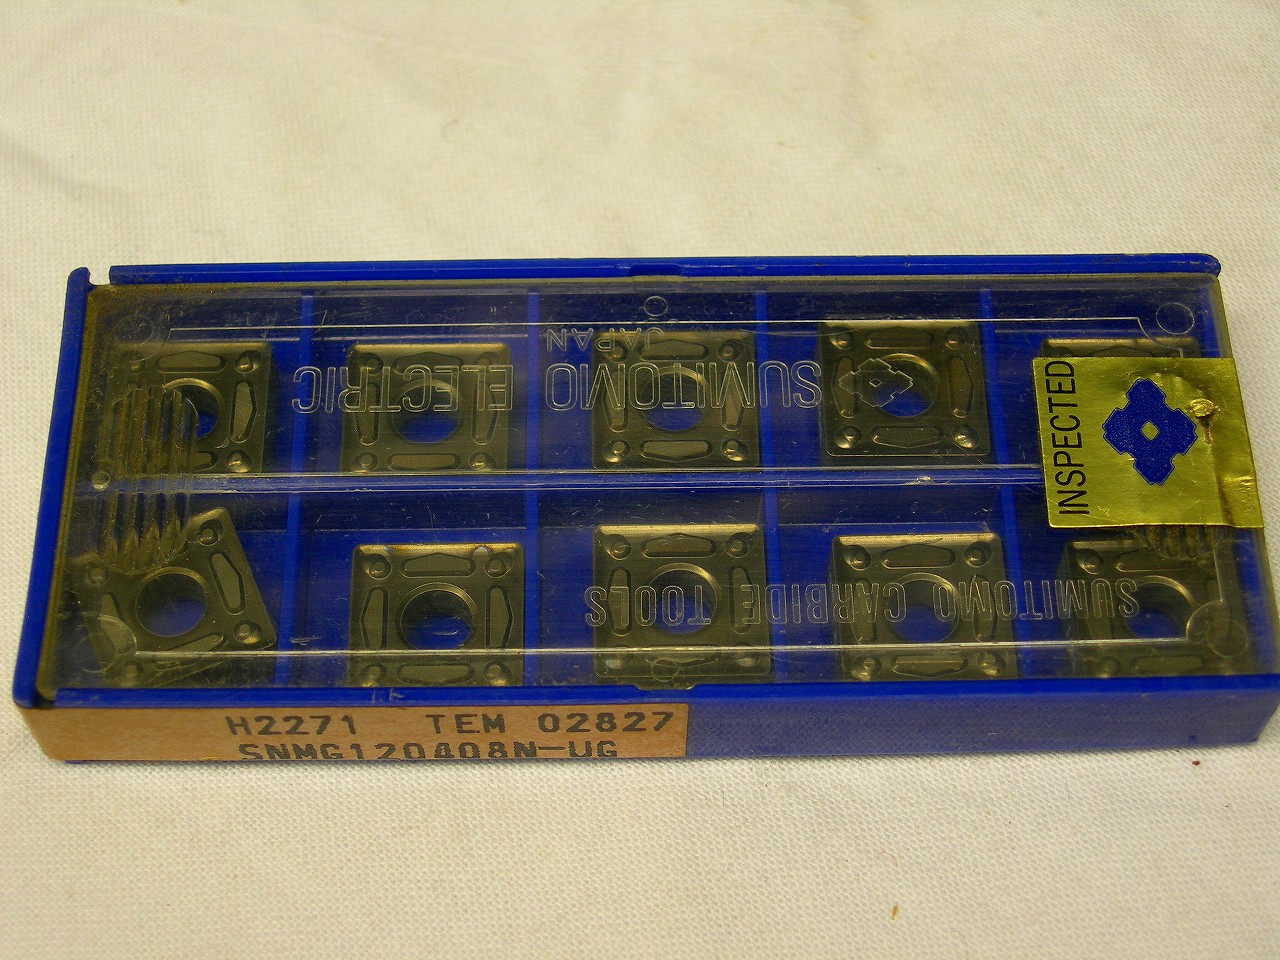 JAPAN
SUMITOMO ELECTRIC
INSPECTED
SUMITOMO CARBIDE TOOLS
H2271 TEM 02827
SNMG120408N-UG